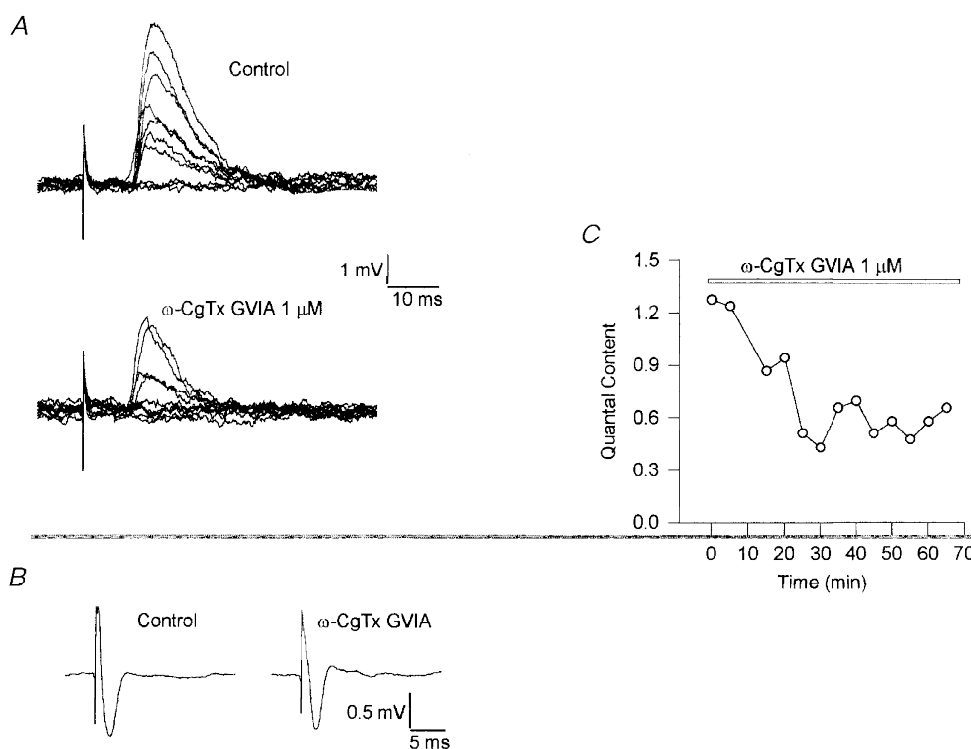 A
Control
1 mV
10 ms
ω-CgTx GVIA 1 μM
B
Control
ω-CgTx GVIA
0.5 mV
5 ms
C
ω-CgTx GVIA 1 μM
1.5
1.2
0.9
0.6
0.3
0.0
Quantal Content
0 10 20 30 40 50 60 70
Time (min)